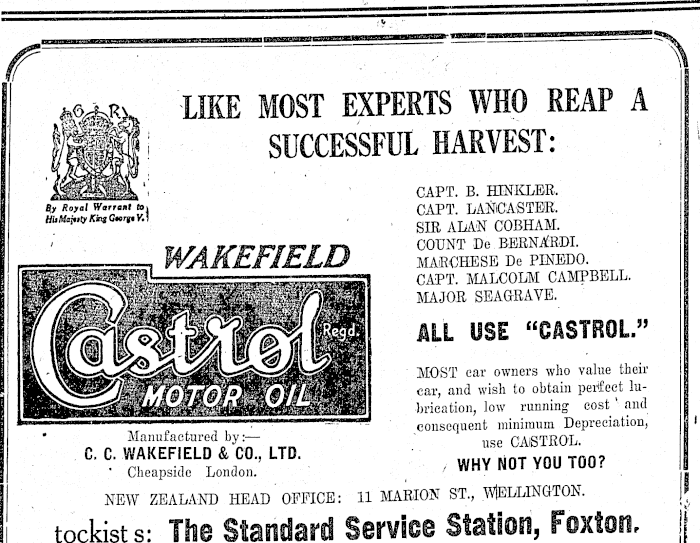 G R
By Royal Warrant to
His Majesty King George V.
LIKE MOST EXPERTS WHO REAP A
SUCCESSFUL HARVEST:
CAPT. B. HINKLER.
CAPT. LANCASTER.
SIR ALAN COBHAM.
COUNT De BERNARDI.
MARCHESE De PINEDO.
CAPT. MALCOLM CAMPBELL.
MAJOR SEAGRAVE.
WAKEFIELD
Castrol Regd.
MOTOR OIL
ALL USE "CASTROL."
MOST car owners who value their
car, and wish to obtain perfect lu-
brication, low running cost and
consequent minimum Depreciation,
use CASTROL.
WHY NOT YOU TOO?
Manufactured by:—
C. C. WAKEFIELD & CO., LTD.
Cheapside London.
NEW ZEALAND HEAD OFFICE: 11 MARION ST., WELLINGTON.
tockist s: The Standard Service Station, Foxton.